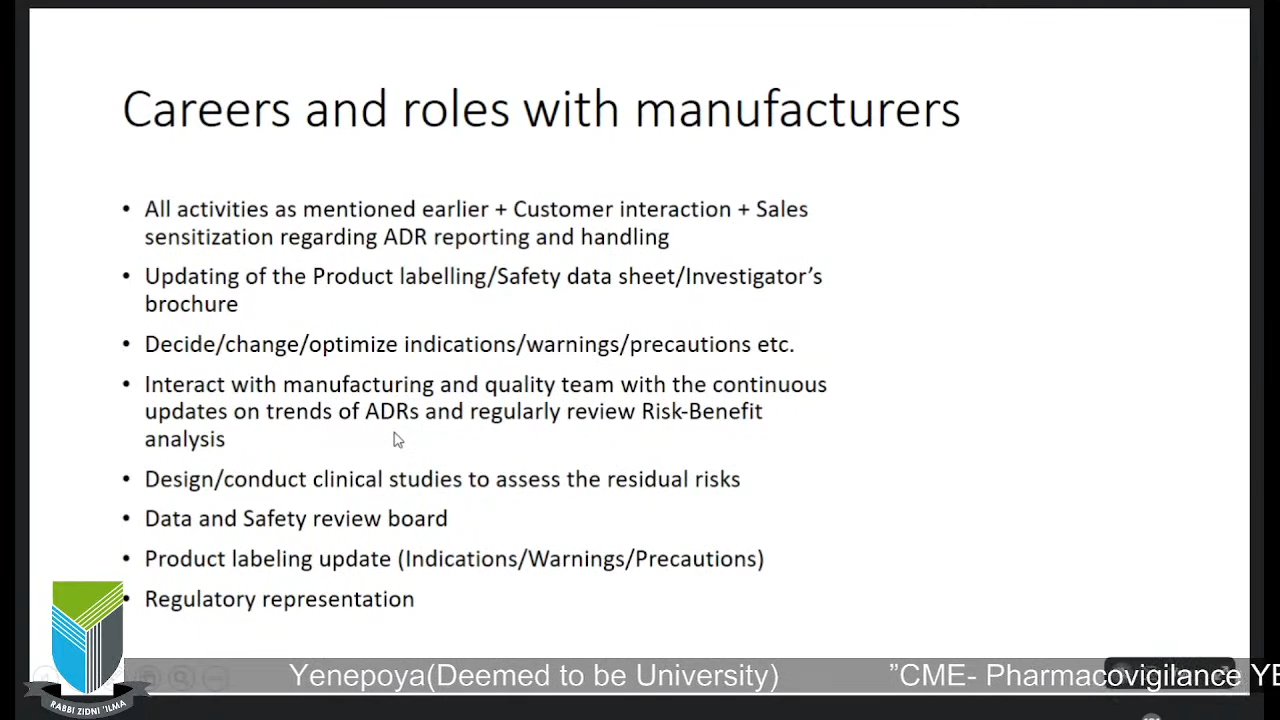 Careers and roles with manufacturers
• All activities as mentioned earlier + Customer interaction + Sales
sensitization regarding ADR reporting and handling
• Updating of the Product labelling/Safety data sheet/Investigator’s
brochure
• Decide/change/optimize indications/warnings/precautions etc.
• Interact with manufacturing and quality team with the continuous
updates on trends of ADRs and regularly review Risk-Benefit
analysis
• Design/conduct clinical studies to assess the residual risks
• Data and Safety review board
• Product labeling update (Indications/Warnings/Precautions)
• Regulatory representation
Yenepoya(Deemed to be University) ”CME- Pharmacovigilance YE
RABBI ZIDNI 'ILMA